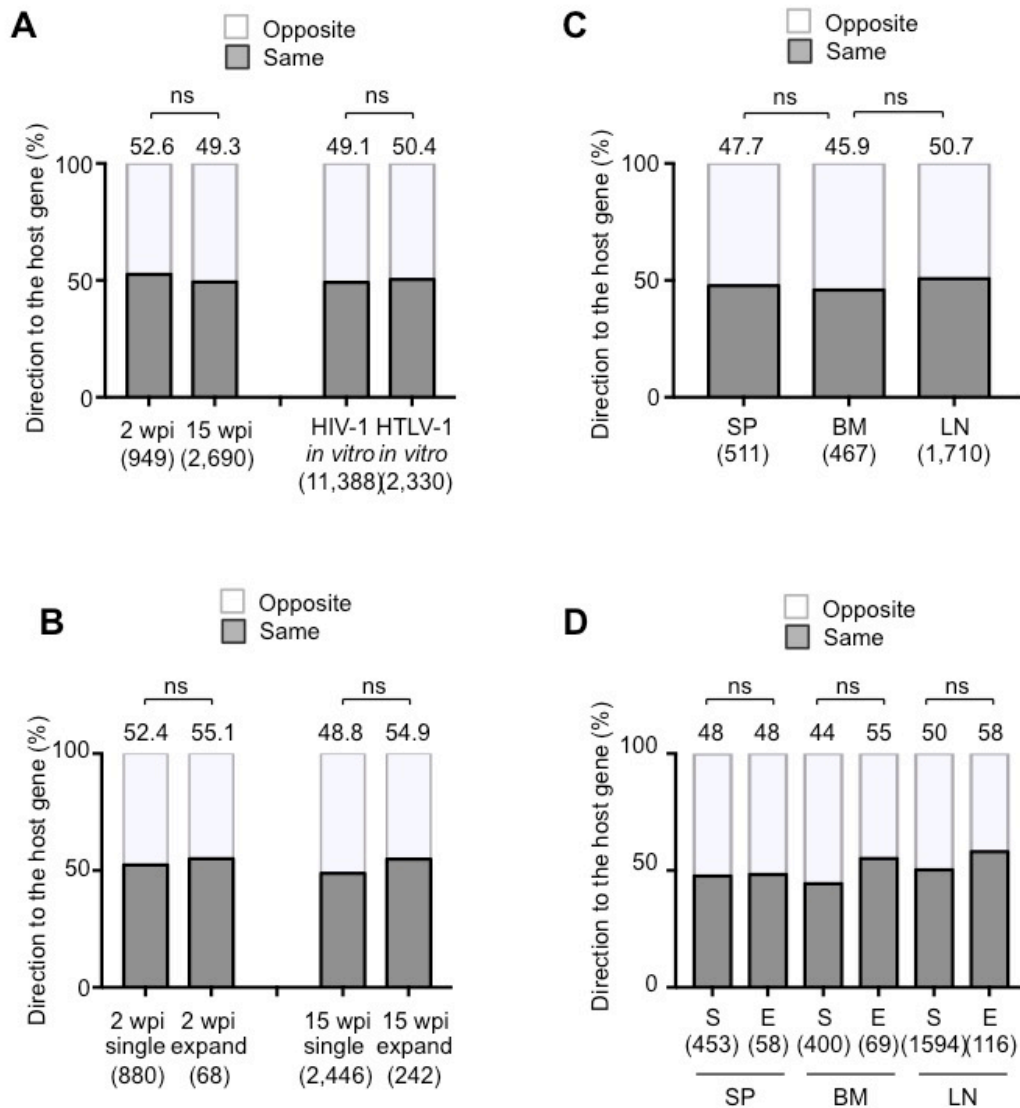 A
Opposite
Same
ns
ns
52.6
49.3
49.1
50.4
Direction to the host gene (%)
100
50
0
2 wpi
(949)
15 wpi
(2,690)
HIV-1
in vitro
(11,388)
HTLV-1
in vitro
(2,330)
C
Opposite
Same
ns
ns
47.7
45.9
50.7
Direction to the host gene (%)
100
50
0
SP
(511)
BM
(467)
LN
(1,710)
B
Opposite
Same
ns
ns
52.4
55.1
48.8
54.9
Direction to the host gene (%)
100
50
0
2 wpi
single
(880)
2 wpi
expand
(68)
15 wpi
single
(2,446)
15 wpi
expand
(242)
D
Opposite
Same
ns
ns
ns
48
48
44
55
50
58
Direction to the host gene (%)
100
50
0
S
(453)
E
(58)
S
(400)
E
(69)
S
(1594)
E
(116)
SP
BM
LN